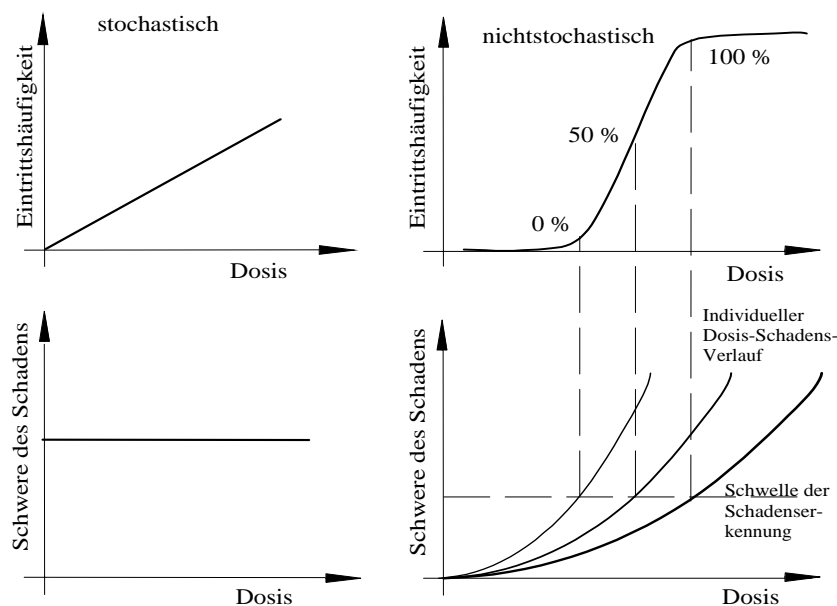 stochastisch
Eintrittshäufigkeit
Dosis
nichtstochastisch
Eintrittshäufigkeit
100 %
50 %
0 %
Dosis
Schwere des Schadens
Dosis
Individueller
Dosis-Schadens-
Verlauf
Schwere des Schadens
Schwelle der
Schadenser-
kennung
Dosis